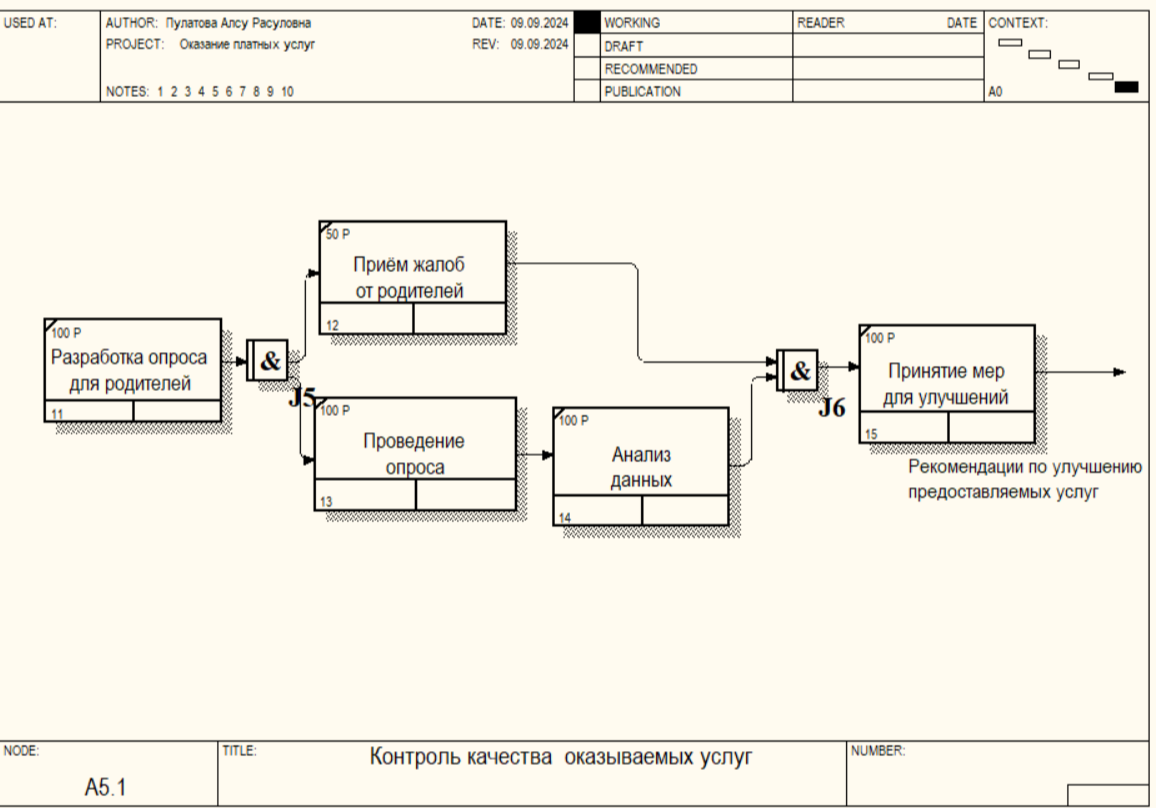 USED AT:
AUTHOR: Пулатова Алсу Расуловна
DATE: 09.09.2024
PROJECT: Оказание платных услуг
REV: 09.09.2024
NOTES: 1 2 3 4 5 6 7 8 9 10
WORKING
DRAFT
RECOMMENDED
PUBLICATION
READER
DATE
CONTEXT:
A0
100 Р
Разработка опроса
для родителей
11
&
J5
50 Р
Приём жалоб
от родителей
12
100 Р
Проведение
опроса
13
100 Р
Анализ
данных
14
&
J6
100 Р
Принятие мер
для улучшений
15
Рекомендации по улучшению
предоставляемых услуг
NODE:
A5.1
TITLE:
Контроль качества оказываемых услуг
NUMBER: